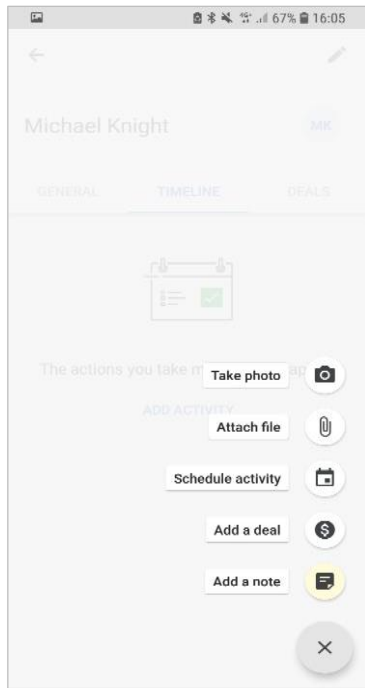 67% 16:05
Michael Knight MK
GENERAL TIMELINE DEALS
The actions you take
Take photo
ADD ACTIVITY
Attach file
Schedule activity
Add a deal
Add a note